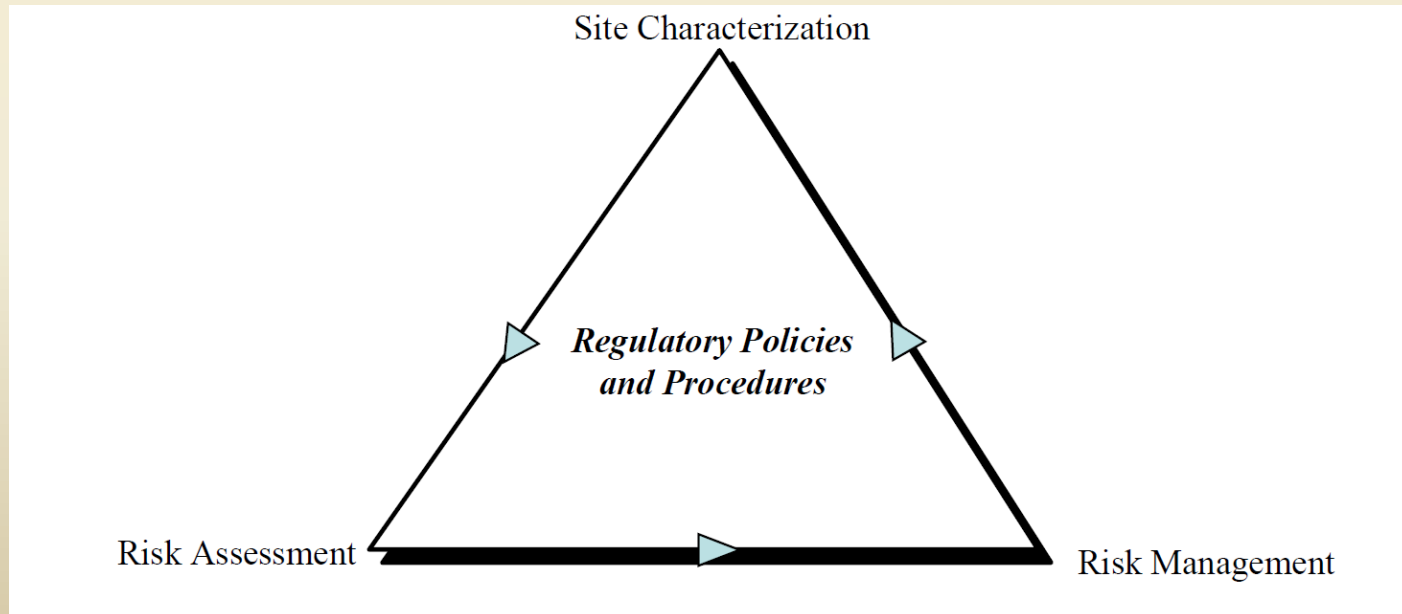 Site Characterization
Regulatory Policies
and Procedures
Risk Assessment
Risk Management